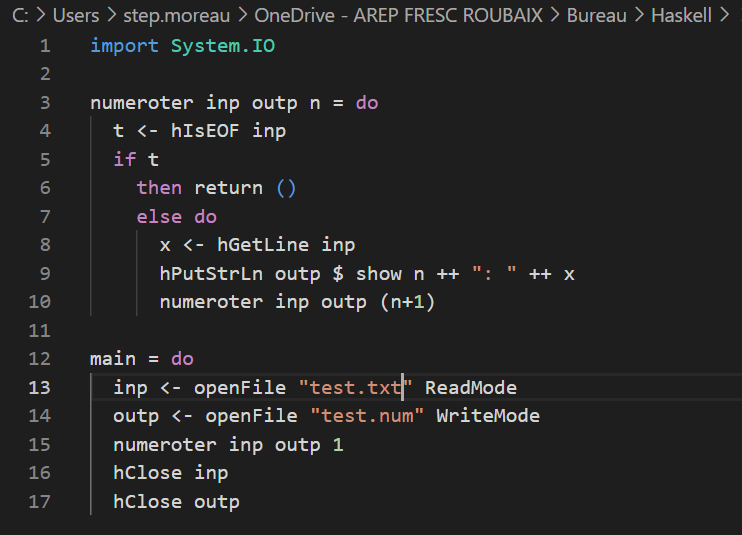 C: > Users > step.moreau > OneDrive - AREP FRESC ROUBAIX > Bureau > Haskell >
1 import System.IO
2
3 numeroter inp outp n = do
4   t <- hIsEOF inp
5   if t
6     then return ()
7     else do
8       x <- hGetLine inp
9       hPutStrLn outp $ show n ++ ": " ++ x
10       numeroter inp outp (n+1)
11
12 main = do
13   inp <- openFile "test.txt" ReadMode
14   outp <- openFile "test.num" WriteMode
15   numeroter inp outp 1
16   hClose inp
17   hClose outp